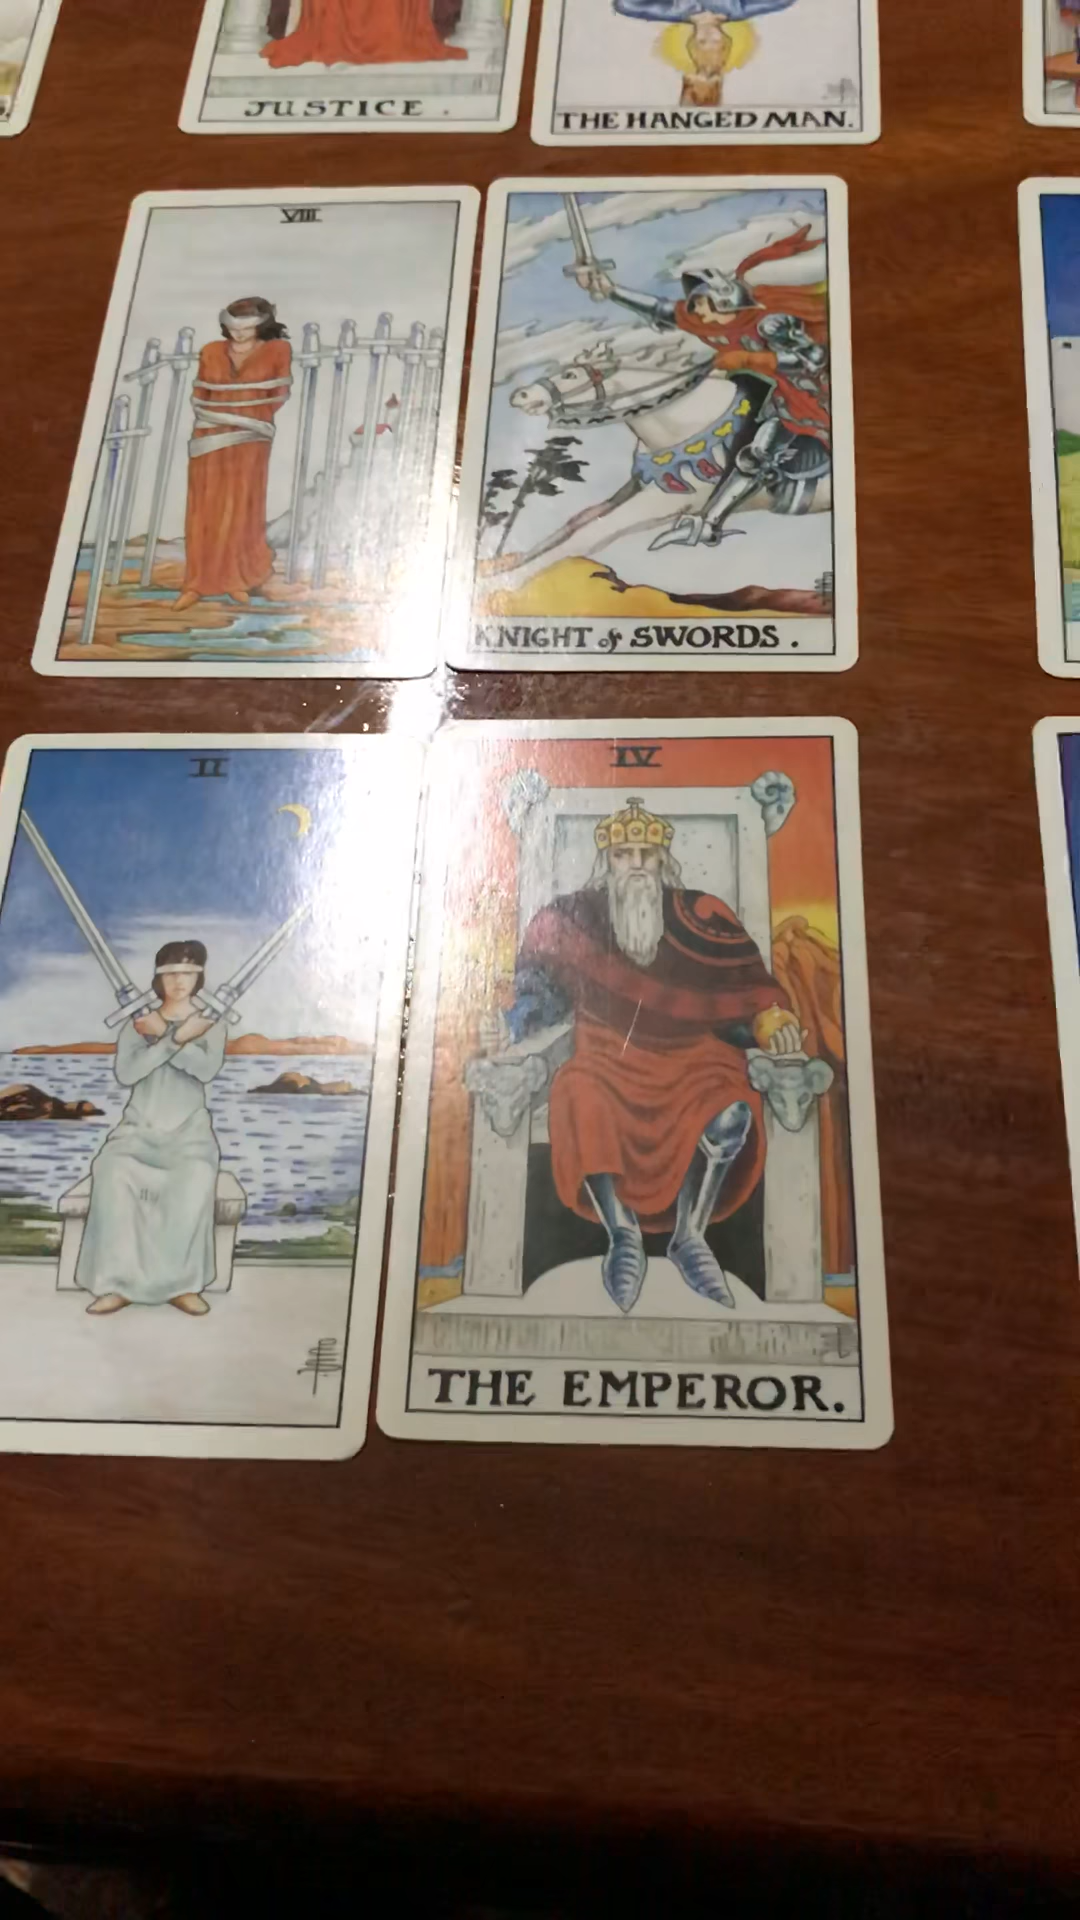 JUSTICE.
THE HANGED MAN.
VIII
KNIGHT of SWORDS.
II
IV
THE EMPEROR.